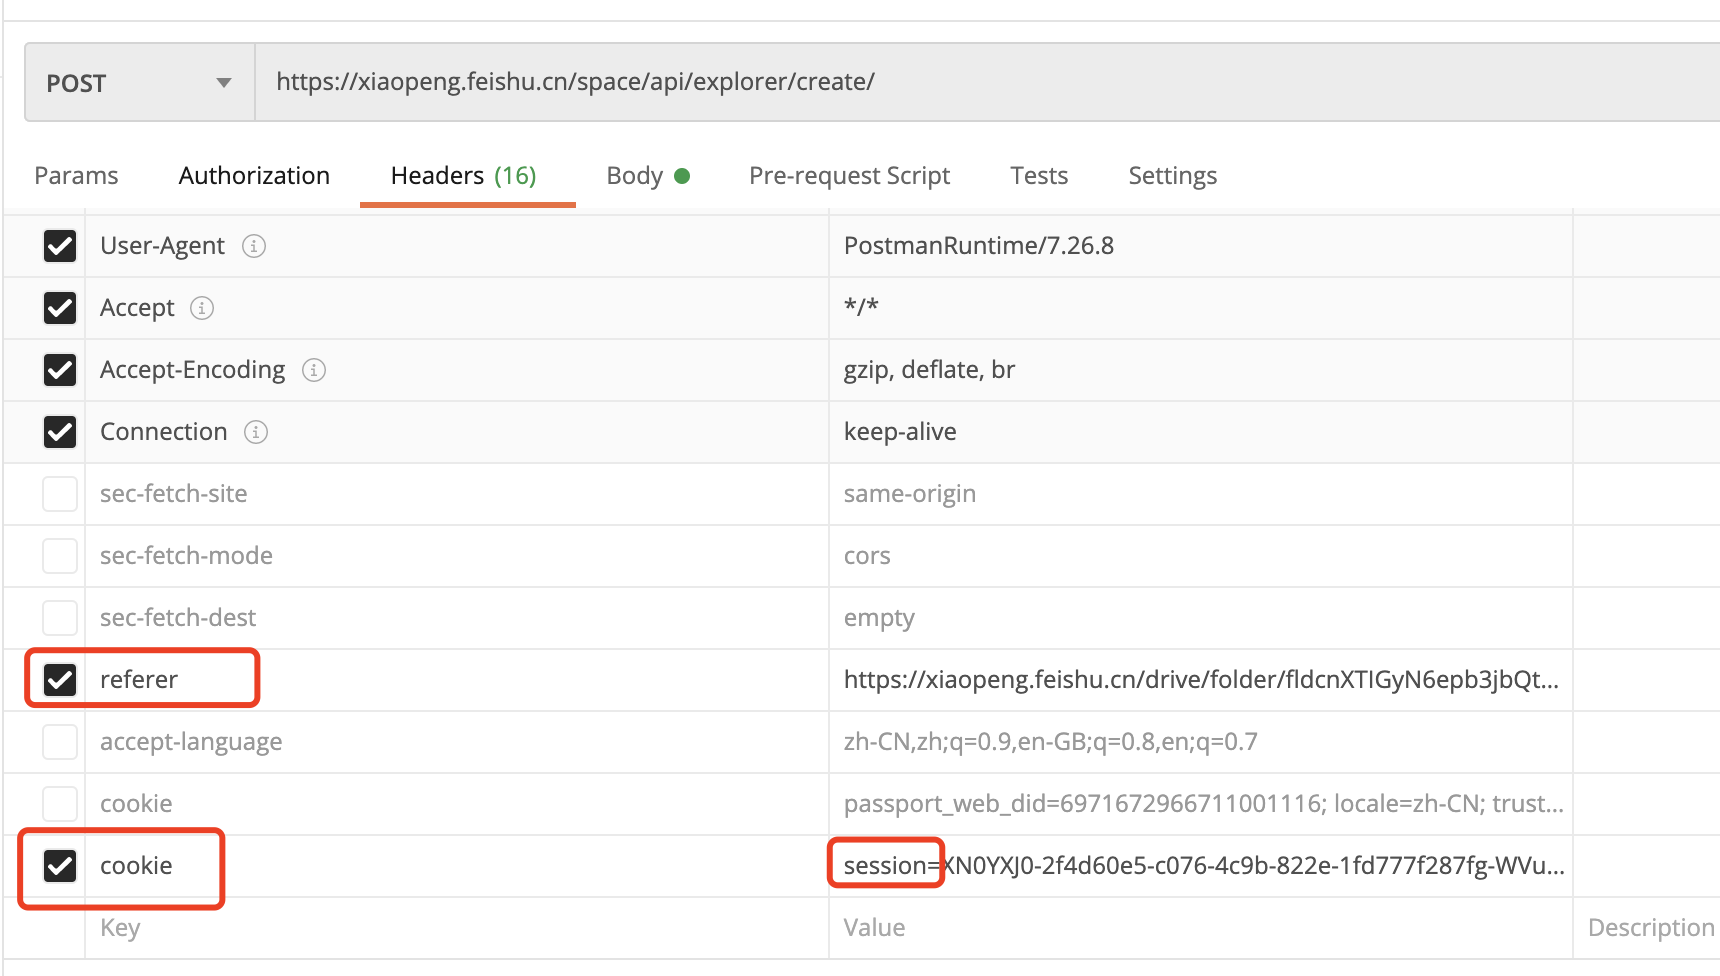 POST https://xiaopeng.feishu.cn/space/api/explorer/create/
Params Authorization Headers (16) Body Pre-request Script Tests Settings
User-Agent PostmanRuntime/7.26.8
Accept */*
Accept-Encoding gzip, deflate, br
Connection keep-alive
sec-fetch-site same-origin
sec-fetch-mode cors
sec-fetch-dest empty
referer https://xiaopeng.feishu.cn/drive/folder/fldcnXTIGyN6epb3jbQt...
accept-language zh-CN,zh;q=0.9,en-GB;q=0.8,en;q=0.7
cookie passport_web_did=6971672966711001116; locale=zh-CN; trust...
cookie session=XN0YXJ0-2f4d60e5-c076-4c9b-822e-1fd777f287fg-WVu...
Key Value Description